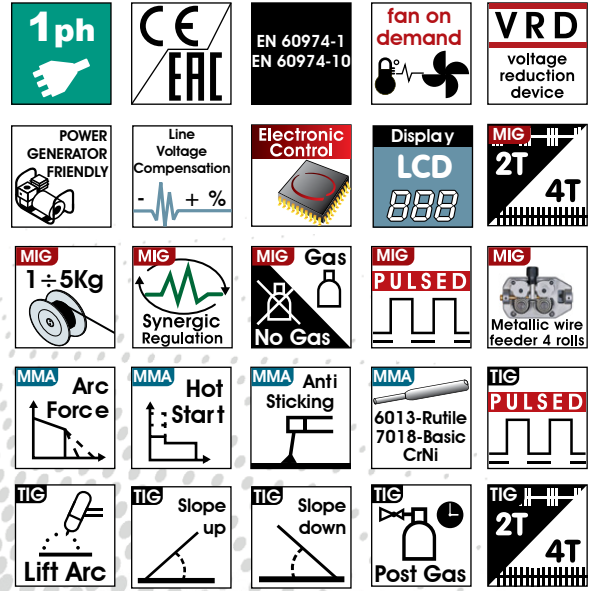 1ph
CE
EAC
EN 60974-1
EN 60974-10
fan on
demand
VRD
voltage
reduction
device
POWER
GENERATOR
FRIENDLY
Line
Voltage
Compensation
- + %
Electronic
Control
Display
LCD
888
MIG
2T
4T
MIG
1÷5Kg
MIG
Synergic
Regulation
MIG Gas
No Gas
MIG
PULSED
MIG
Metallic wire
feeder 4 rolls
MMA
Arc
Force
MMA
Hot
Start
MMA Anti
Sticking
MMA
6013-Rutile
7018-Basic
CrNi
TIG
PULSED
TIG
Lift Arc
TIG
Slope
up
TIG
Slope
down
TIG
Post Gas
TIG
2T
4T